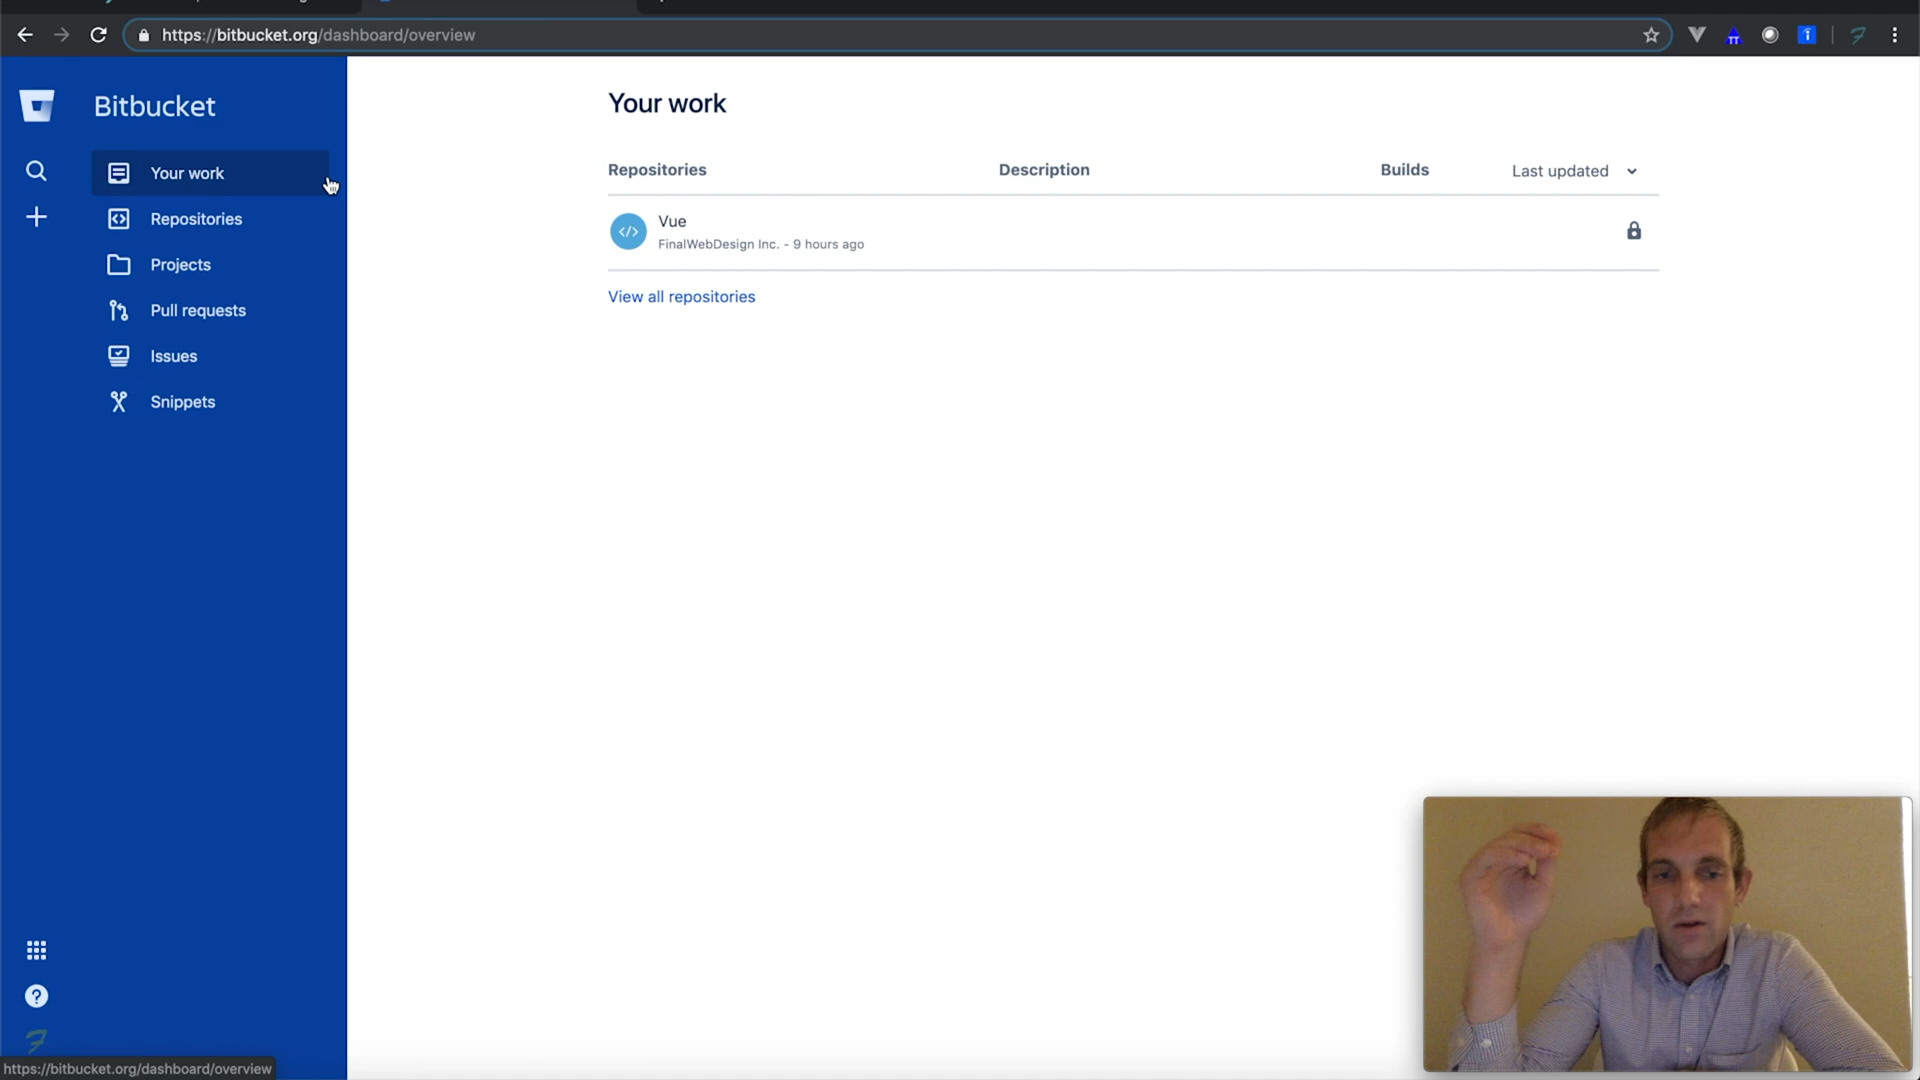 https://bitbucket.org/dashboard/overview
Bitbucket
Your work
Repositories
Projects
Pull requests
Issues
Snippets
Your work
Repositories Description Builds Last updated
Vue
FinalWebDesign Inc. - 9 hours ago
View all repositories
https://bitbucket.org/dashboard/overview